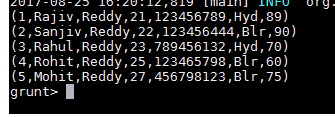 2017-08-25 16:20:12,819 [main] INFO org.
(1,Rajiv,Reddy,21,123456789,Hyd,89)
(2,Sanjiv,Reddy,22,123456444,Blr,90)
(3,Rahul,Reddy,23,789456132,Hyd,70)
(4,Rohit,Reddy,25,123465798,Blr,60)
(5,Mohit,Reddy,27,456798123,Blr,75)
grunt>